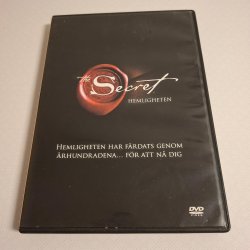 the Secret
HEMLIGHETEN
HEMLIGHETEN HAR FÄRDATS GENOM
ÅRHUNDRADENA... FÖR ATT NÅ DIG
DVD